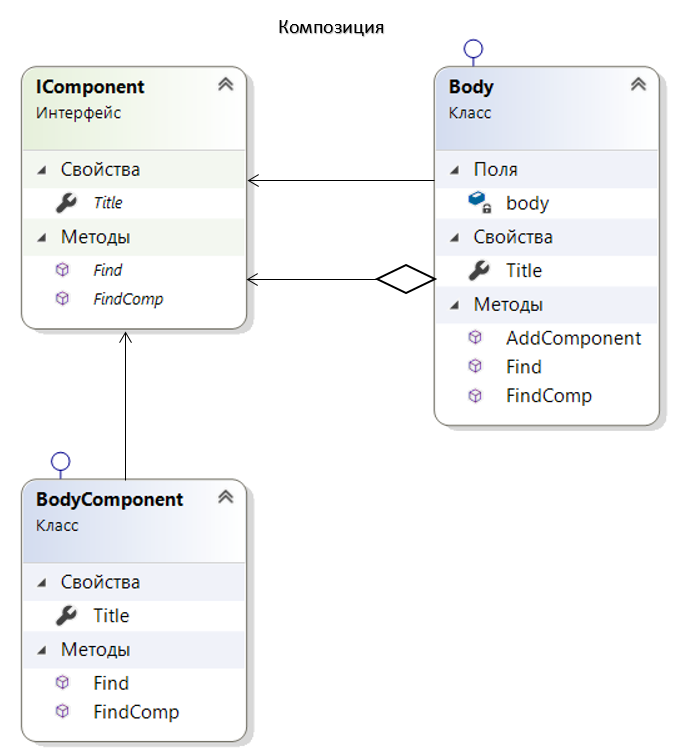 Композиция
IComponent
Интерфейс
Свойства
Title
Методы
Find
FindComp
Body
Класс
Поля
body
Свойства
Title
Методы
AddComponent
Find
FindComp
BodyComponent
Класс
Свойства
Title
Методы
Find
FindComp